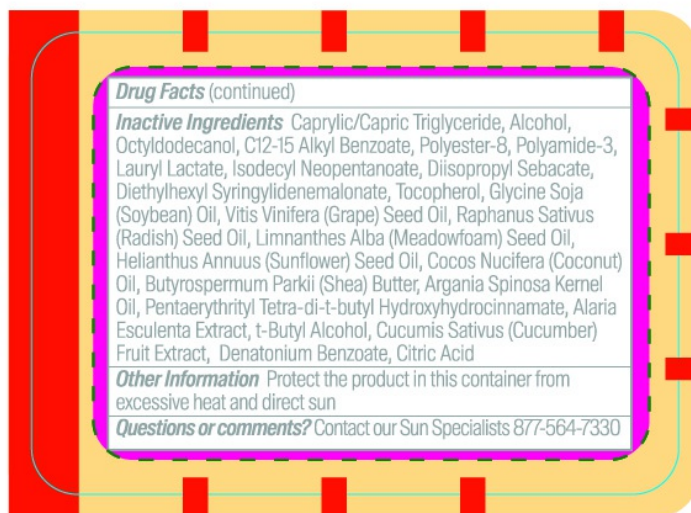 Drug Facts (continued)
Inactive Ingredients Caprylic/Capric Triglyceride, Alcohol,
Octyldodecanol, C12-15 Alkyl Benzoate, Polyester-8, Polyamide-3,
Lauryl Lactate, Isodecyl Neopentanoate, Diisopropyl Sebacate,
Diethylhexyl Syringylidenemalonate, Tocopherol, Glycine Soja
(Soybean) Oil, Vitis Vinifera (Grape) Seed Oil, Raphanus Sativus
(Radish) Seed Oil, Limnanthes Alba (Meadowfoam) Seed Oil,
Helianthus Annuus (Sunflower) Seed Oil, Cocos Nucifera (Coconut)
Oil, Butyrospermum Parkii (Shea) Butter, Argania Spinosa Kernel
Oil, Pentaerythrityl Tetra-di-t-butyl Hydroxyhydrocinnamate, Alaria
Esculenta Extract, t-Butyl Alcohol, Cucumis Sativus (Cucumber)
Fruit Extract, Denatonium Benzoate, Citric Acid
Other Information Protect the product in this container from
excessive heat and direct sun
Questions or comments? Contact our Sun Specialists 877-564-7330